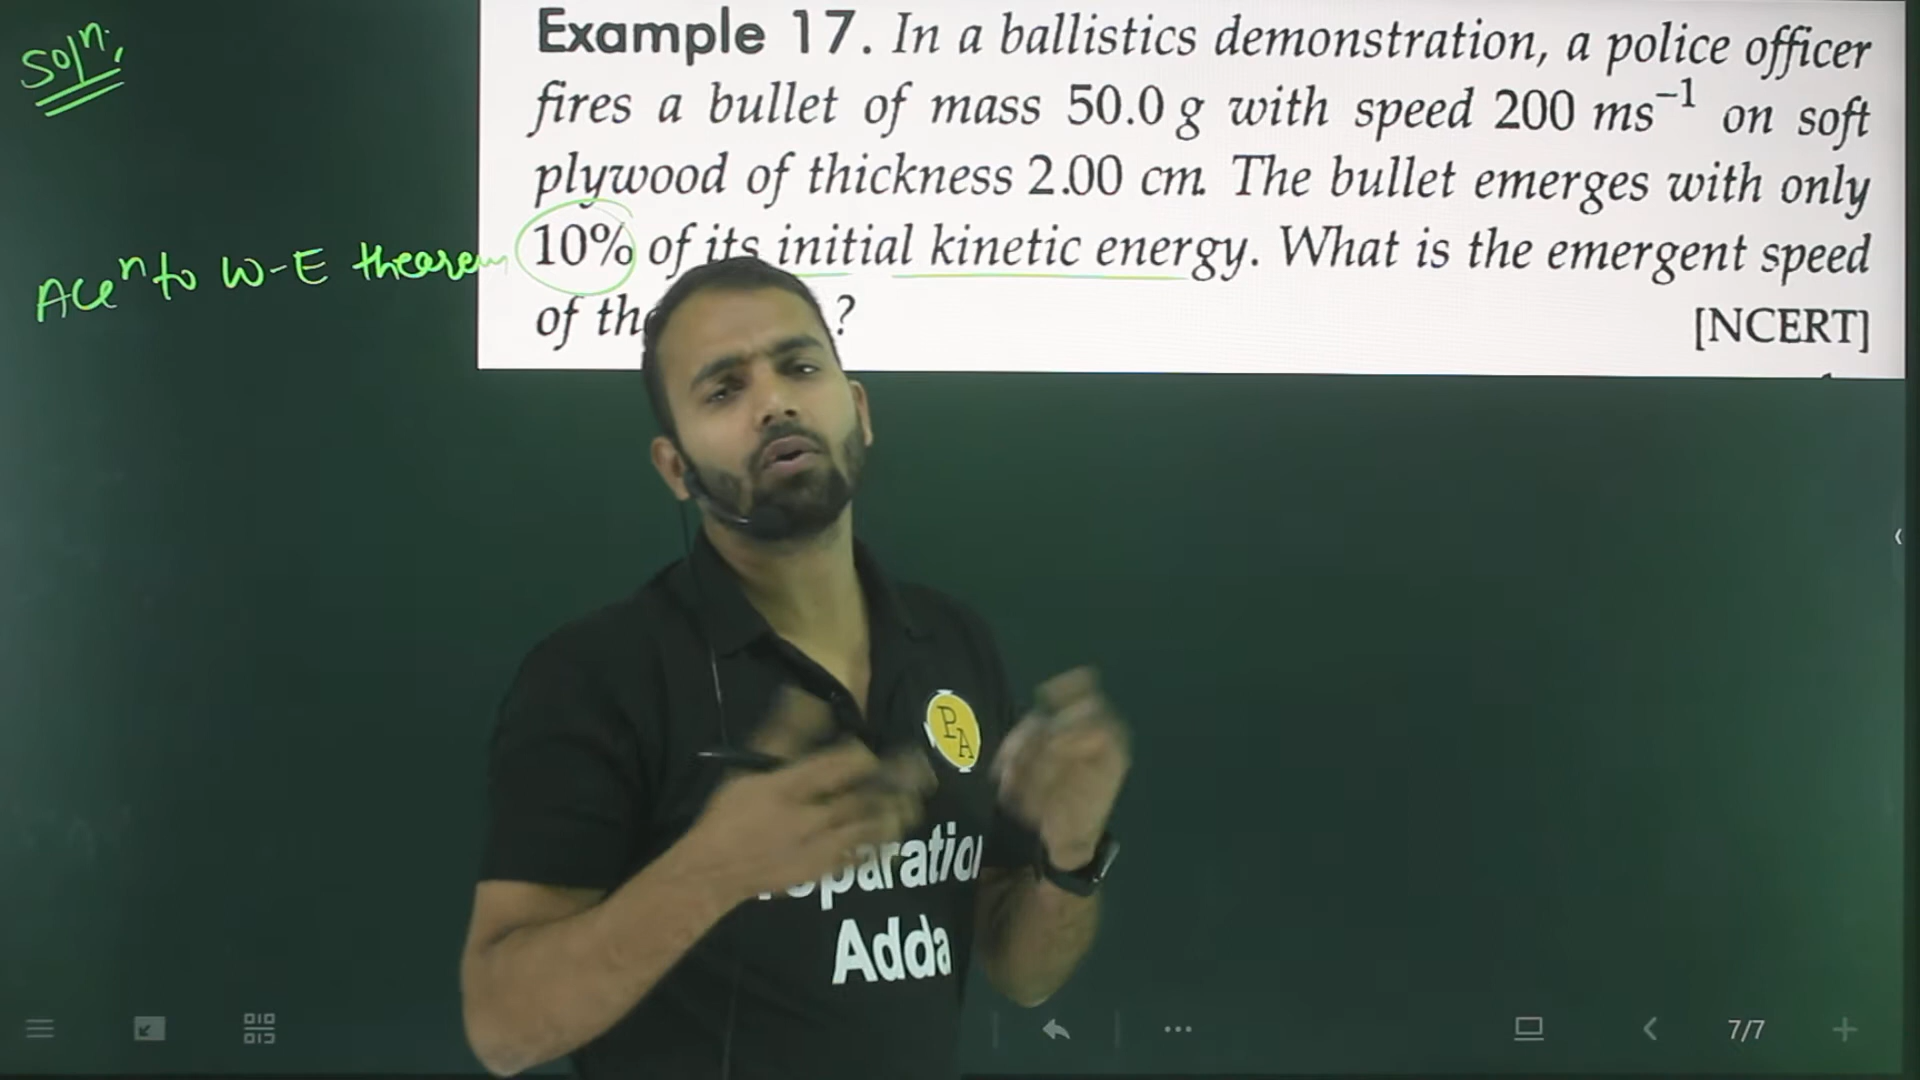 Soln.
Example 17. In a ballistics demonstration, a police officer
fires a bullet of mass 50.0 g with speed 200 ms⁻¹ on soft
plywood of thickness 2.00 cm. The bullet emerges with only
10% of its initial kinetic energy. What is the emergent speed
of the ?
[NCERT]
Acⁿ to W-E theorem
PA
Adda
7/7